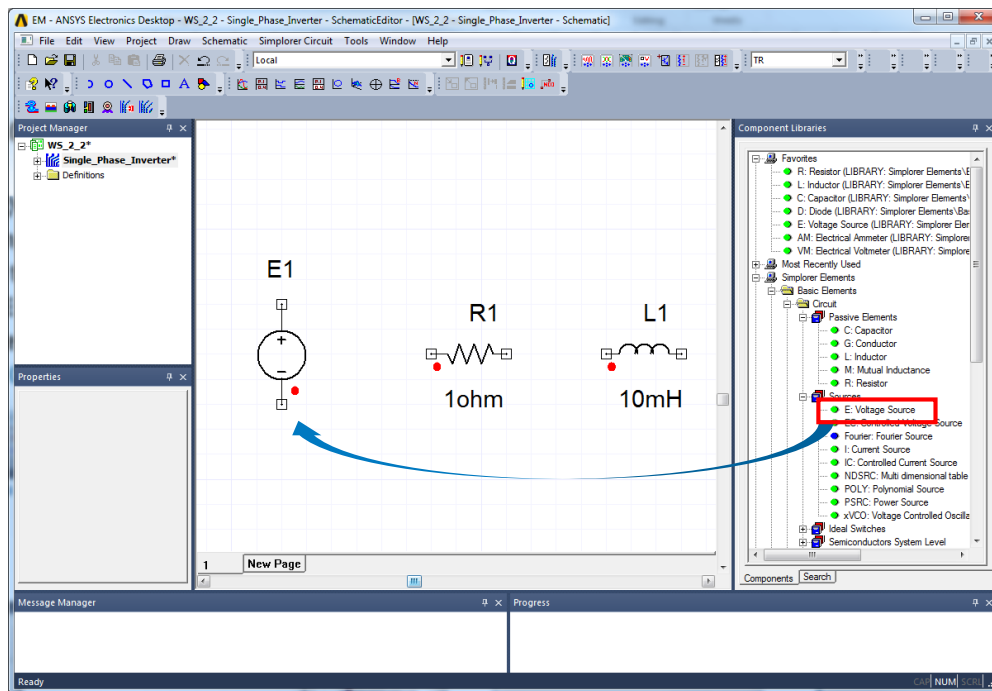 EM - ANSYS Electronics Desktop - WS_2_2 - Single_Phase_Inverter - SchematicEditor - [WS_2_2 - Single_Phase_Inverter - Schematic]
File Edit View Project Draw Schematic Simplorer Circuit Tools Window Help
Local
TR
Project Manager
WS_2_2*
Single_Phase_Inverter*
Definitions
Properties
E1
R1
1ohm
L1
10mH
1
New Page
Component Libraries
Favorites
R: Resistor (LIBRARY: Simplorer Elements\E
L: Inductor (LIBRARY: Simplorer Elements\E
C: Capacitor (LIBRARY: Simplorer Elements\
D: Diode (LIBRARY: Simplorer Elements\Ba
E: Voltage Source (LIBRARY: Simplorer Eler
AM: Electrical Ammeter (LIBRARY: Simplore
VM: Electrical Voltmeter (LIBRARY: Simplore
Most Recently Used
Simplorer Elements
Basic Elements
Circuit
Passive Elements
C: Capacitor
G: Conductor
L: Inductor
M: Mutual Inductance
R: Resistor
Sources
E: Voltage Source
Controlled Voltage Source
Fourier: Fourier Source
I: Current Source
IC: Controlled Current Source
NDSRC: Multi dimensional table
POLY: Polynomial Source
PSRC: Power Source
xVCO: Voltage Controlled Oscilla
Ideal Switches
Semiconductors System Level
Components Search
Message Manager
Progress
Ready
CAP NUM SCRL